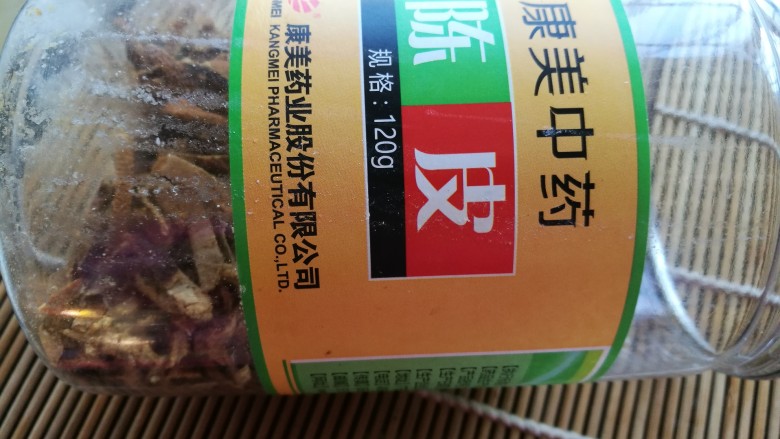 康美中药
陈皮
规格：120g
康美药业股份有限公司
MEI KANGMEI PHARMACEUTICAL CO.,LTD.